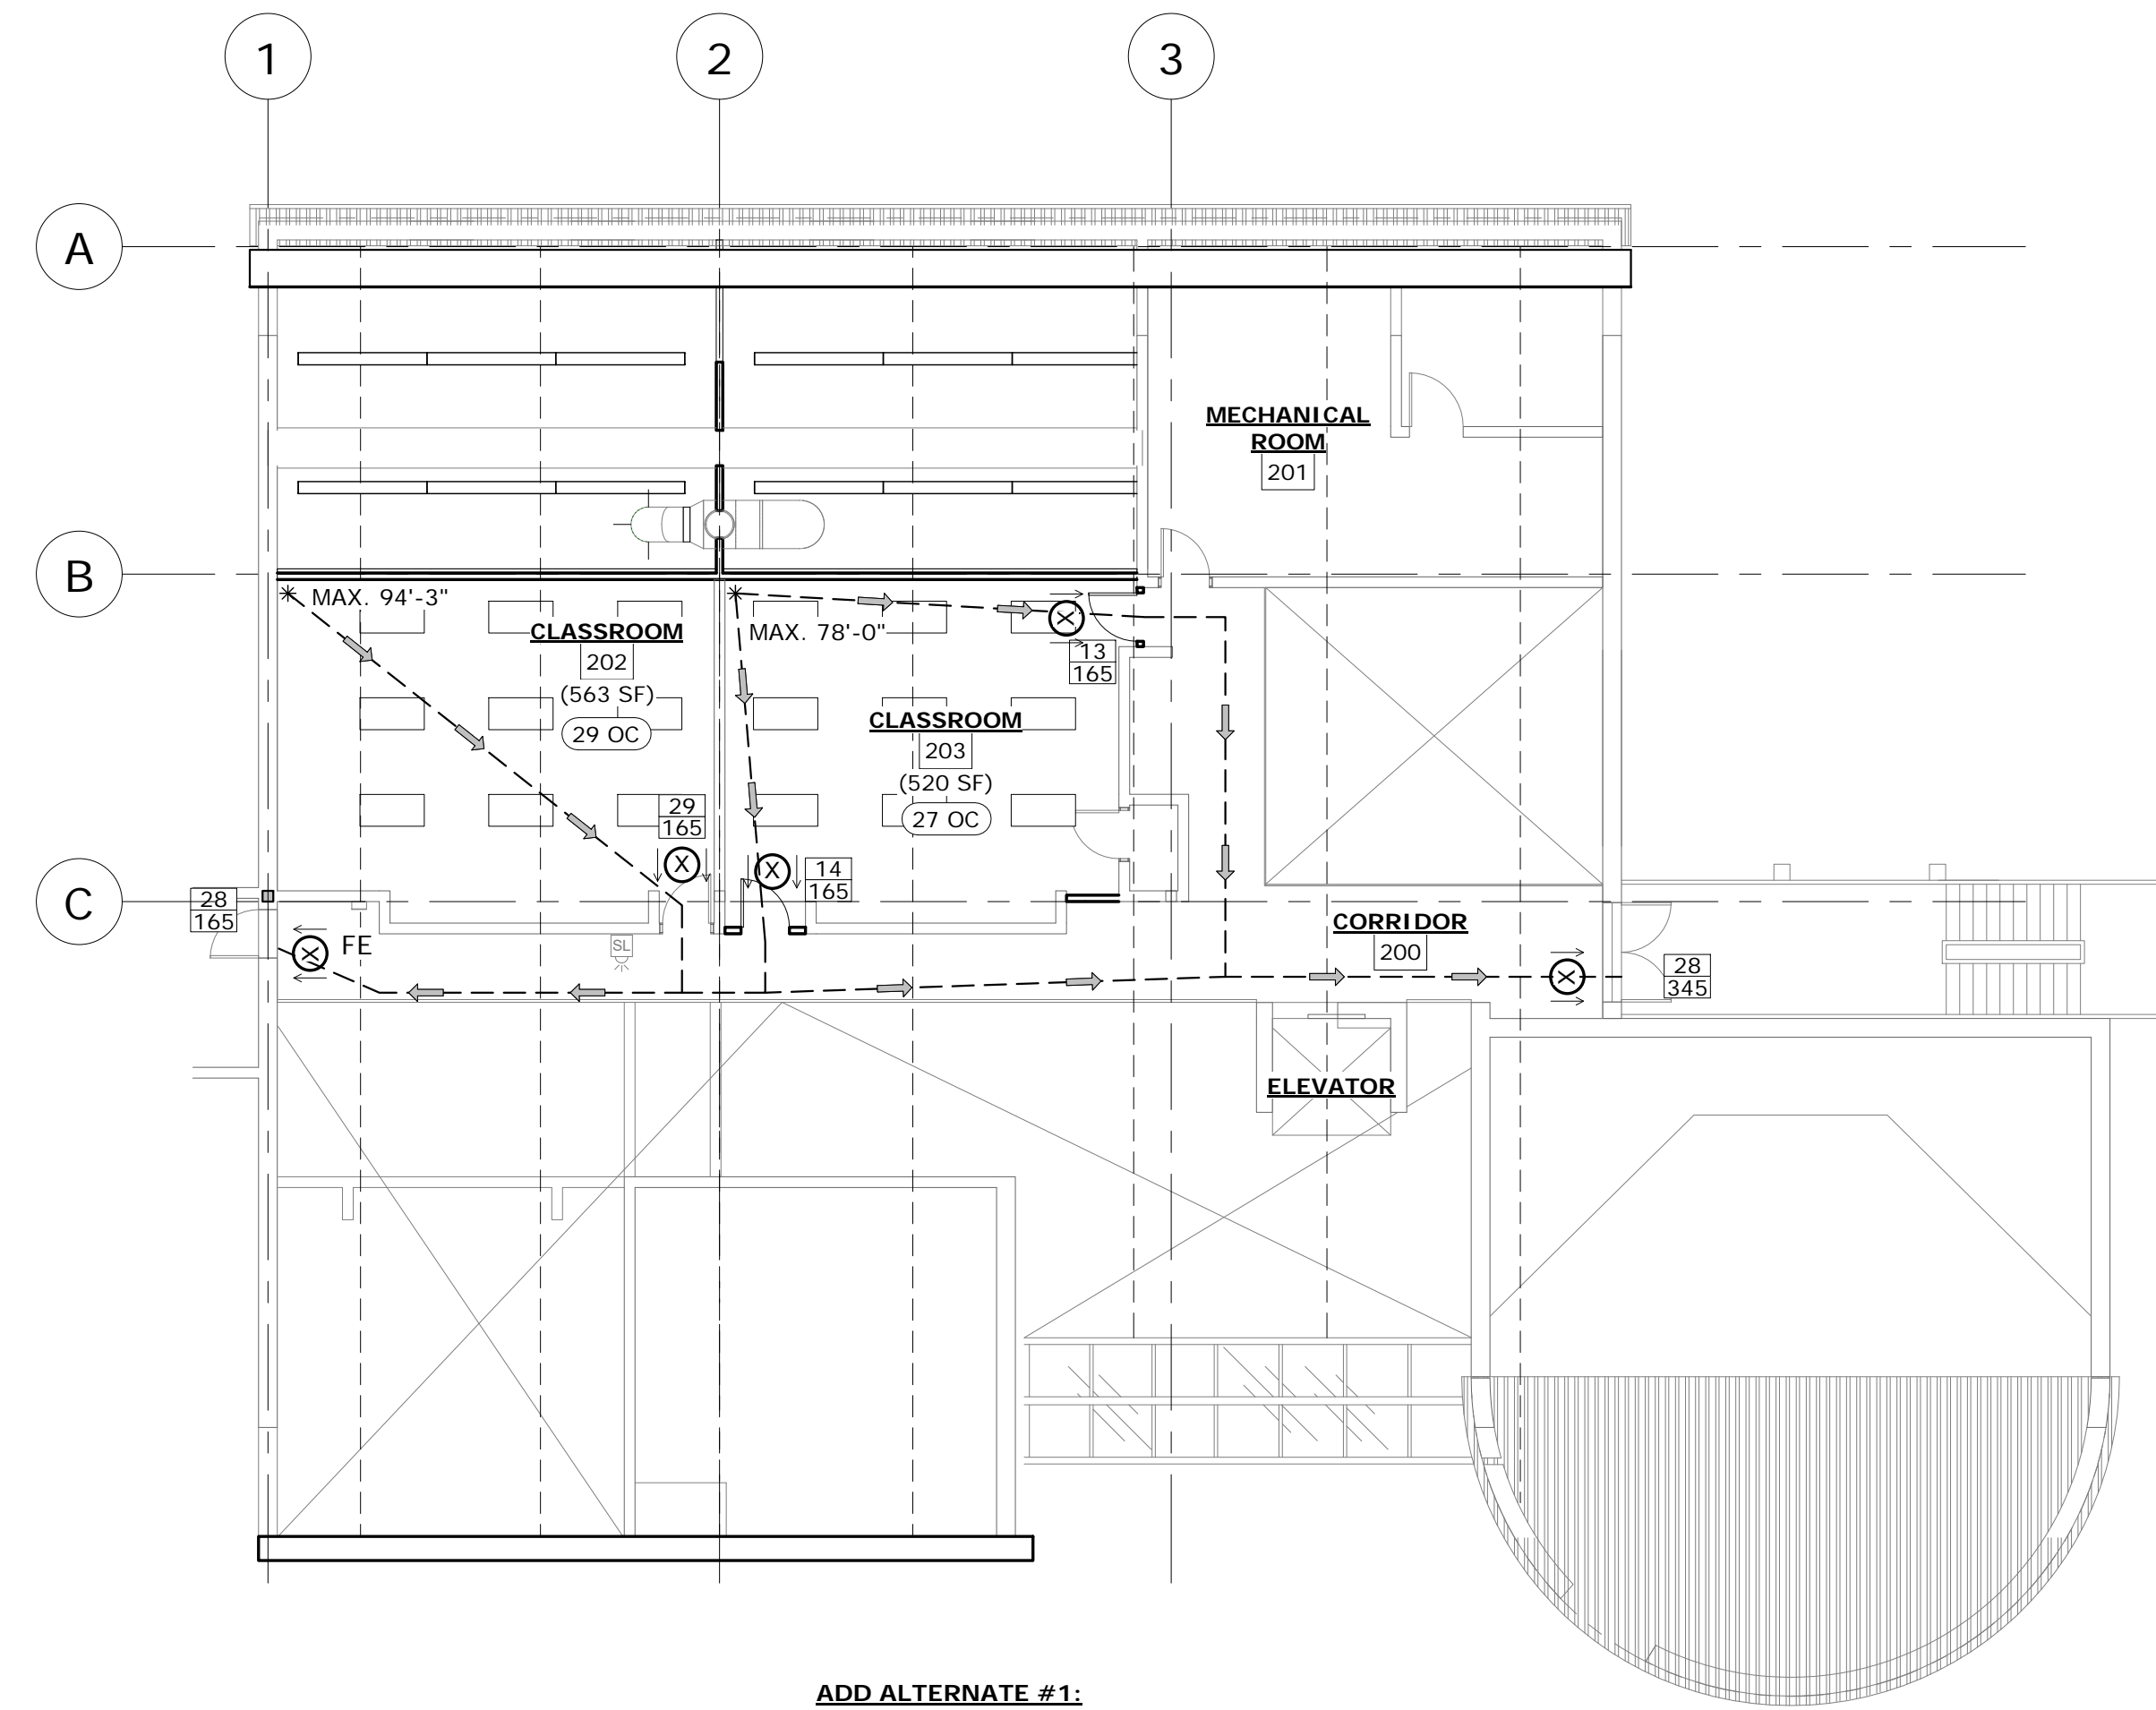 1
2
3
A
MECHANICAL
ROOM
201
B
MAX. 94'-3"
CLASSROOM
202
(563 SF)
29 OC
MAX. 78'-0"
X
13
165
CLASSROOM
203
(520 SF)
27 OC
29
165
X
X
14
165
C
28
165
X
FE
SL
CORRIDOR
200
X
28
345
ELEVATOR
ADD ALTERNATE #1: